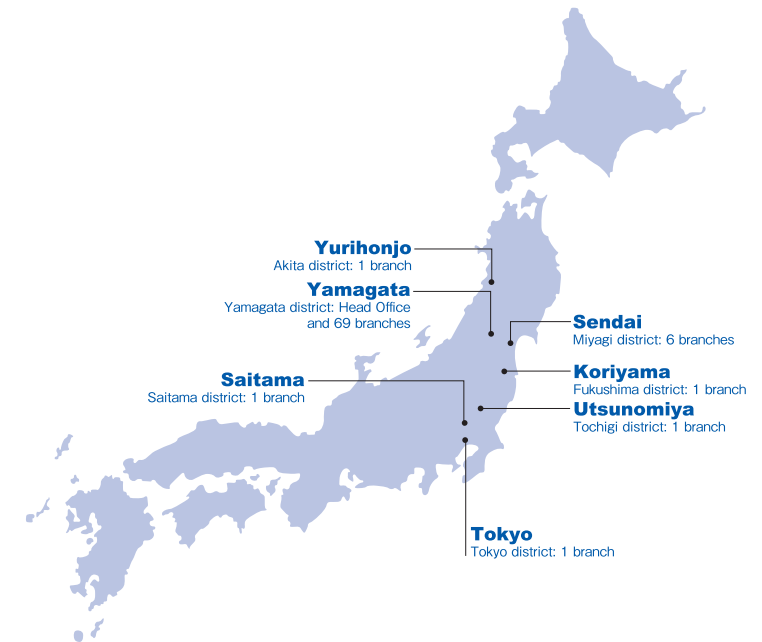 Yurihonjo
Akita district: 1 branch
Yamagata
Yamagata district: Head Office
and 69 branches
Sendai
Miyagi district: 6 branches
Koriyama
Fukushima district: 1 branch
Saitama
Saitama district: 1 branch
Utsunomiya
Tochigi district: 1 branch
Tokyo
Tokyo district: 1 branch